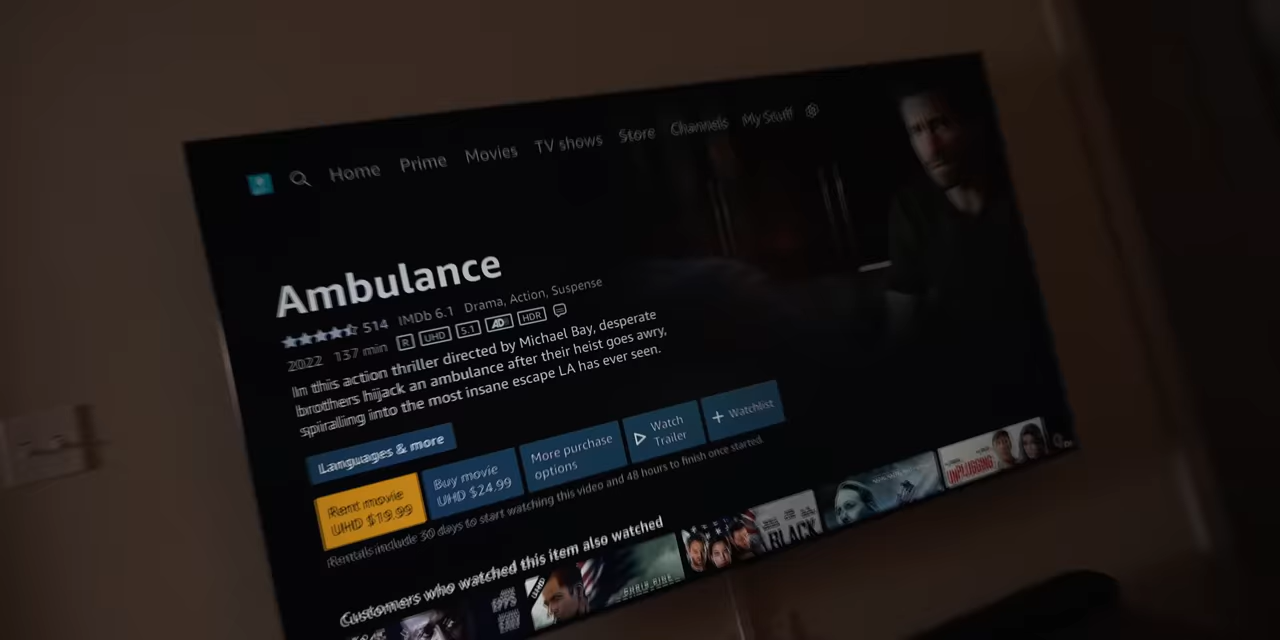 Home Prime Movies TV shows Store Channels My Stuff
Ambulance
514 IMDb 6.1 Drama, Action, Suspense
2022 137 min R UHD 5.1 AD HDR
In this action thriller directed by Michael Bay, desperate
brothers hijack an ambulance after their heist goes awry,
spiralling into the most insane escape LA has ever seen.
Languages & more
Rent movie
UHD $19.99
Buy movie
UHD $24.99
More purchase
options
Watch
Trailer
+ Watchlist
Rentals include 30 days to start watching this video and 48 hours to finish once started.
Customers who watched this item also watched
CHRIS PINE
BLACK
UNPLUGGING